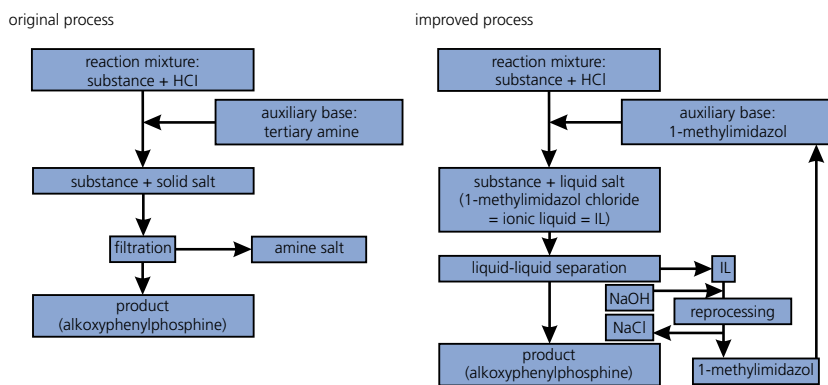 original process
reaction mixture:
substance + HCl
auxiliary base:
tertiary amine
substance + solid salt
filtration
amine salt
product
(alkoxyphenylphosphine)
improved process
reaction mixture:
substance + HCl
auxiliary base:
1-methylimidazol
substance + liquid salt
(1-methylimidazol chloride
= ionic liquid = IL)
liquid-liquid separation
IL
NaOH
reprocessing
NaCl
product
(alkoxyphenylphosphine)
1-methylimidazol